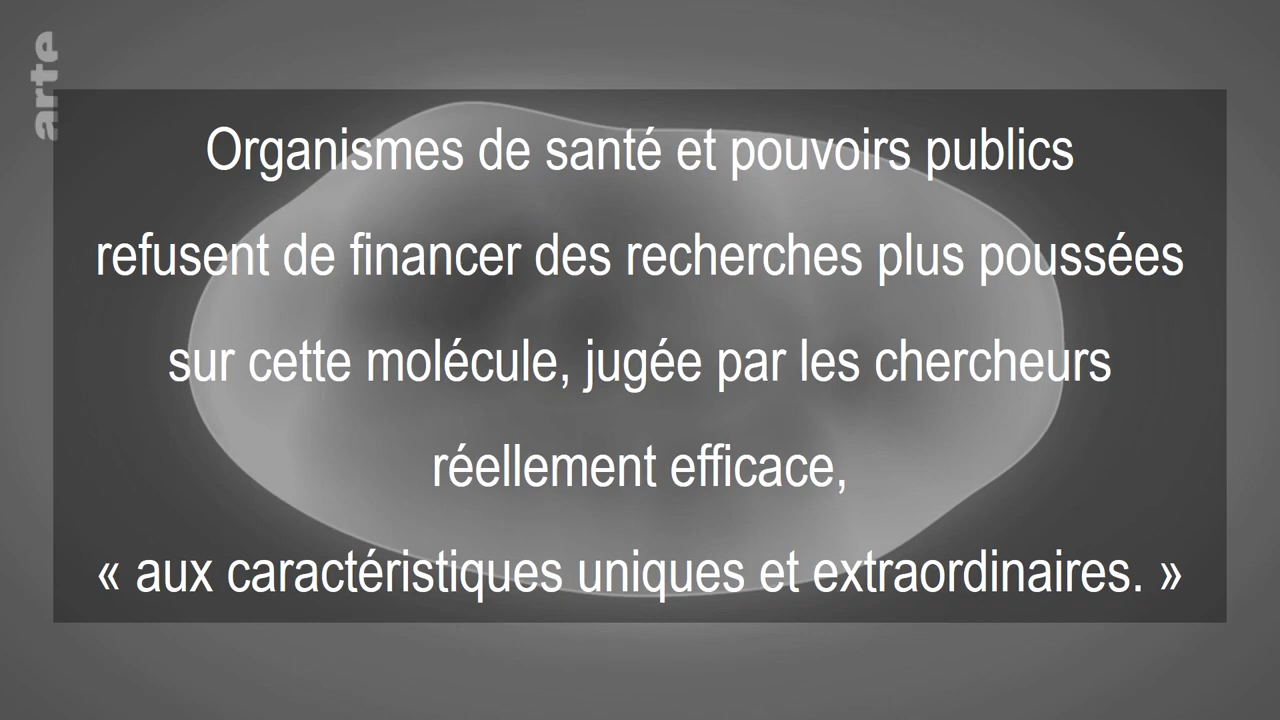 arte
Organismes de santé et pouvoirs publics
refusent de financer des recherches plus poussées
sur cette molécule, jugée par les chercheurs
réellement efficace,
« aux caractéristiques uniques et extraordinaires. »